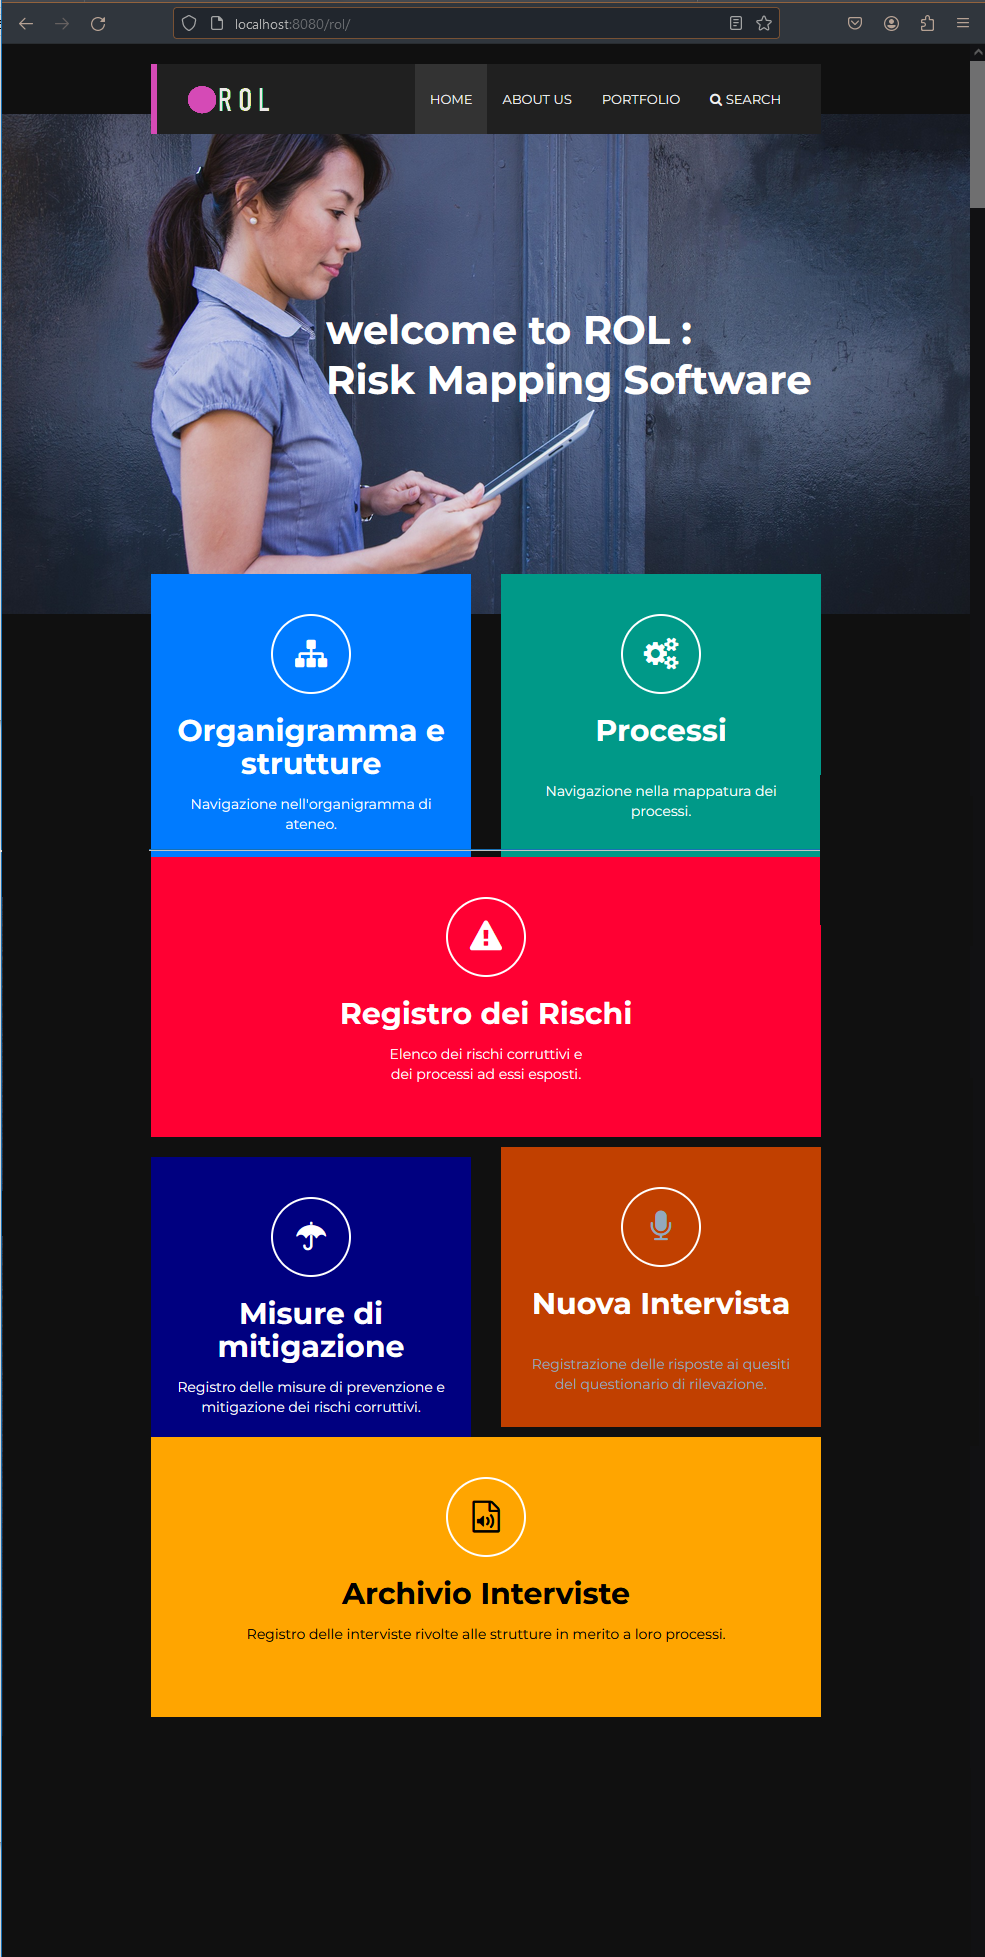 localhost:8080/rol/
ROL
HOME
ABOUT US
PORTFOLIO
SEARCH
welcome to ROL :
Risk Mapping Software
Organigramma e
strutture
Navigazione nell'organigramma di
ateneo.
Processi
Navigazione nella mappatura dei
processi.
Registro dei Rischi
Elenco dei rischi corruttivi e
dei processi ad essi esposti.
Misure di
mitigazione
Registro delle misure di prevenzione e
mitigazione dei rischi corruttivi.
Nuova Intervista
Registrazione delle risposte ai quesiti
del questionario di rilevazione.
Archivio Interviste
Registro delle interviste rivolte alle strutture in merito a loro processi.